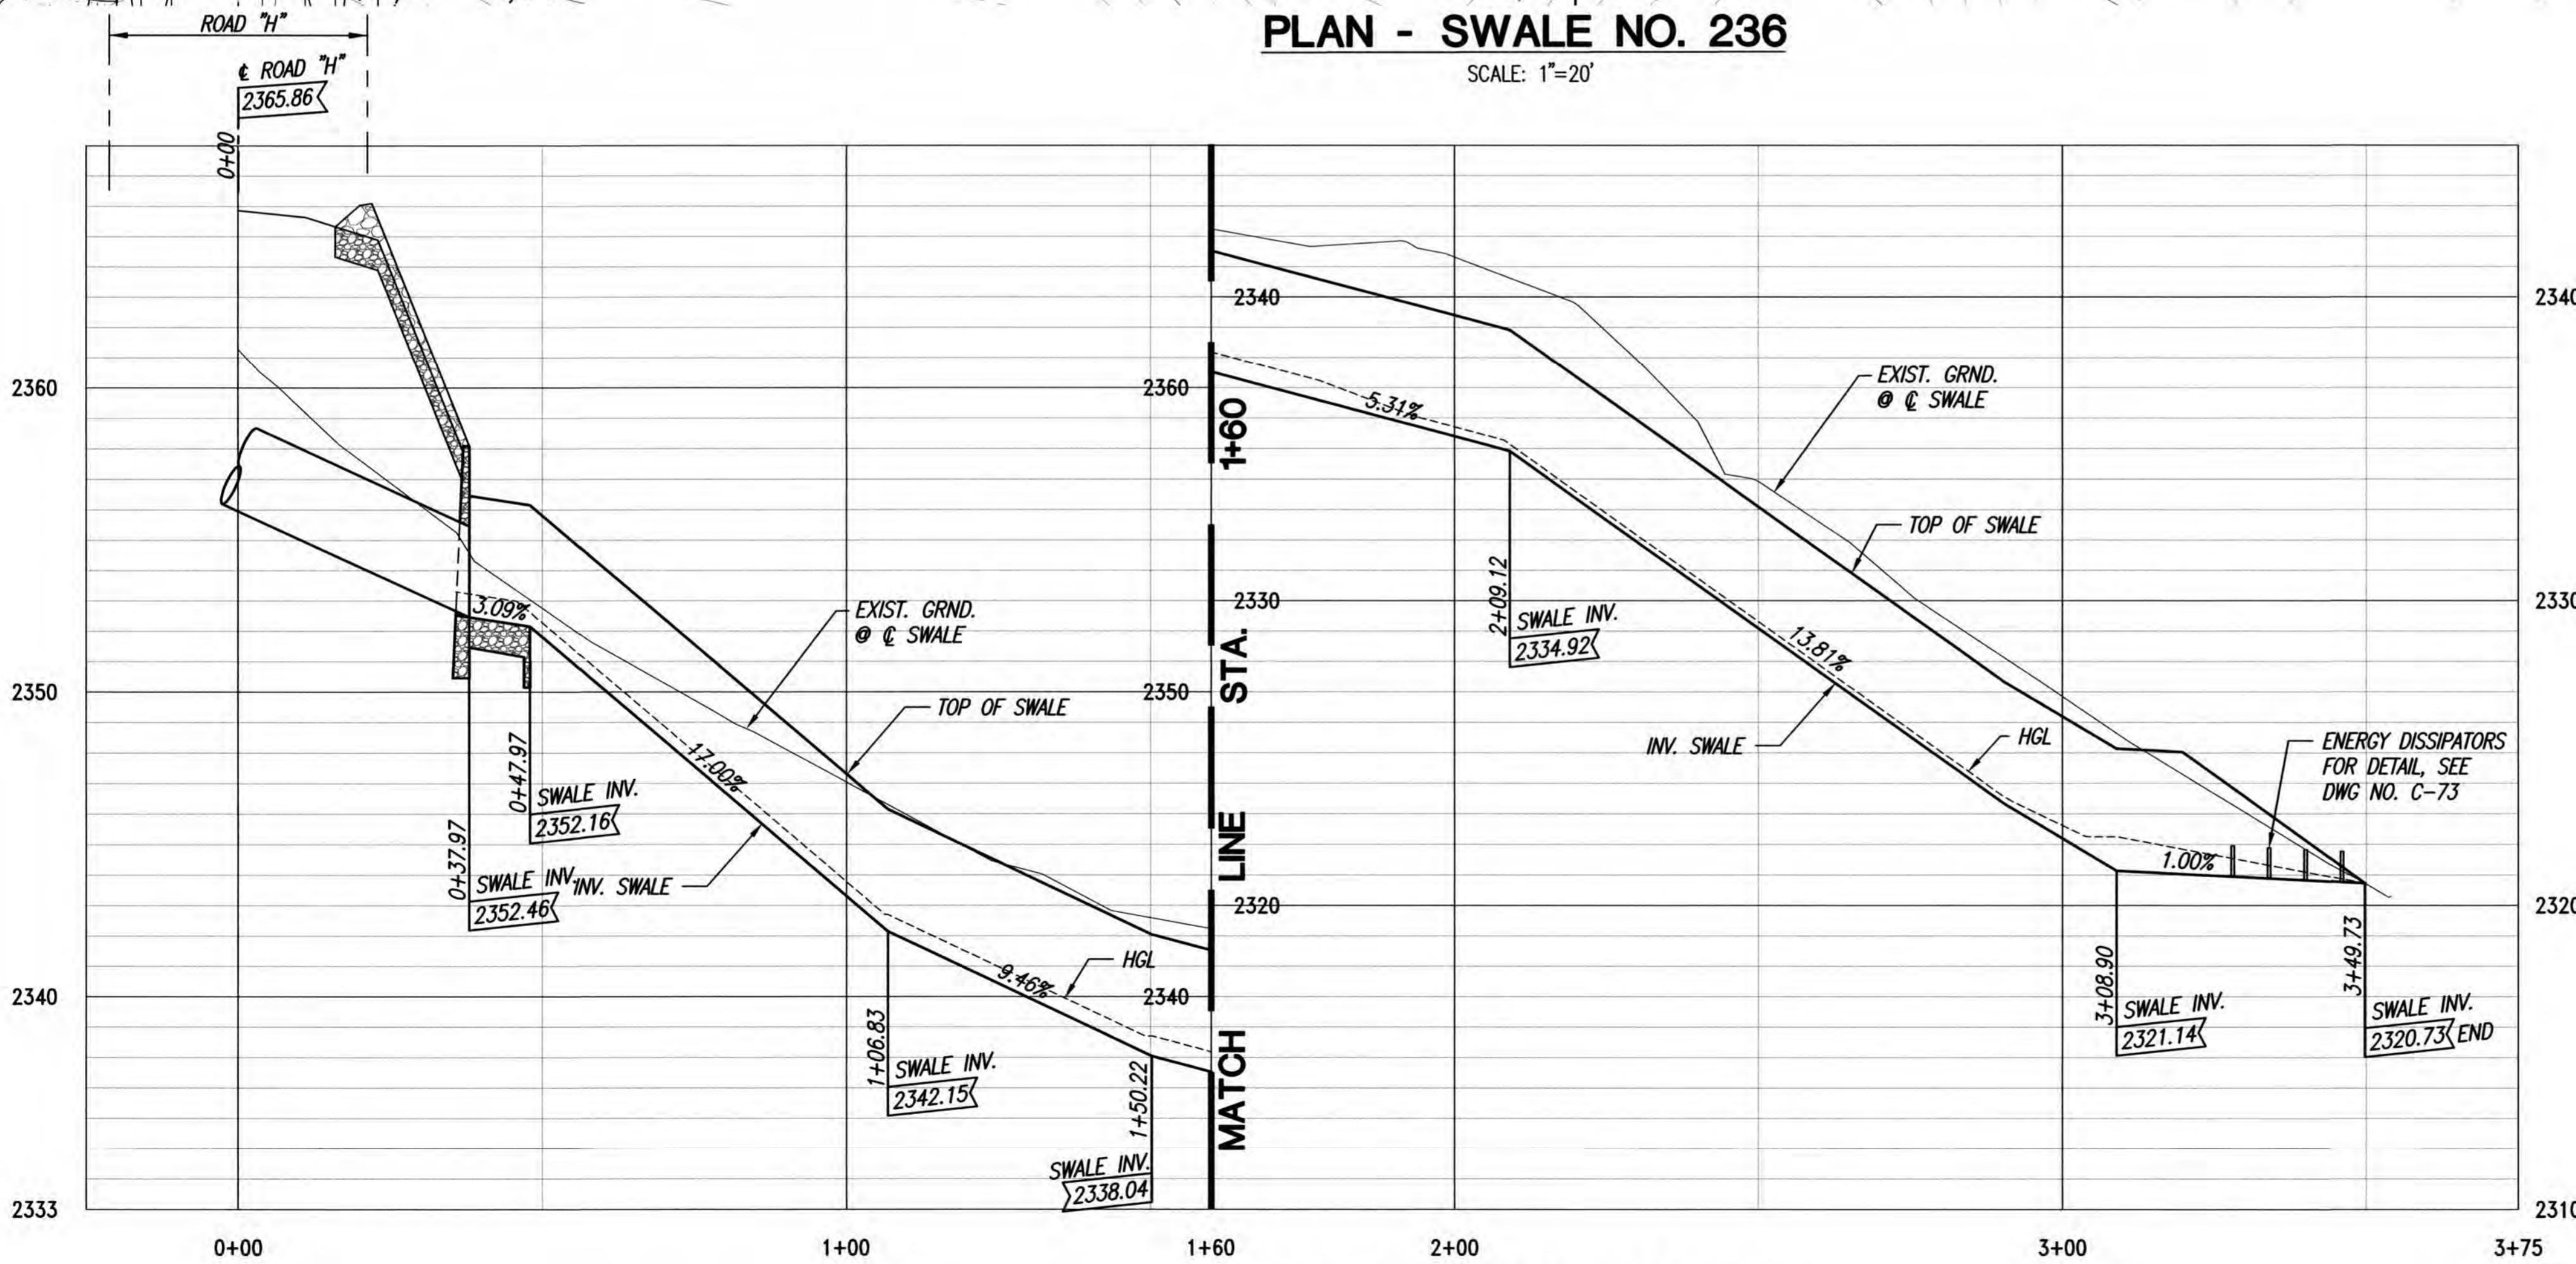 ROAD "H"
℄ ROAD "H"
2365.86
0+00
PLAN - SWALE NO. 236
SCALE: 1"=20'
2360
2350
2340
2333
3.09%
0+37.97
SWALE INV.
2352.46
0+47.97
SWALE INV.
2352.16
INV. SWALE
17.00%
EXIST. GRND.
@ ℄ SWALE
TOP OF SWALE
1+06.83
SWALE INV.
2342.15
9.46%
HGL
1+50.22
SWALE INV.
2338.04
2360
2350
2340
MATCH LINE STA. 1+60
2340
2330
2320
5.31%
2+09.12
SWALE INV.
2334.92
13.81%
INV. SWALE
EXIST. GRND.
@ ℄ SWALE
TOP OF SWALE
HGL
ENERGY DISSIPATORS
FOR DETAIL, SEE
DWG NO. C-73
1.00%
3+08.90
SWALE INV.
2321.14
3+49.73
SWALE INV.
2320.73 END
2340
2330
2320
2310
0+00
1+00
1+60
2+00
3+00
3+75